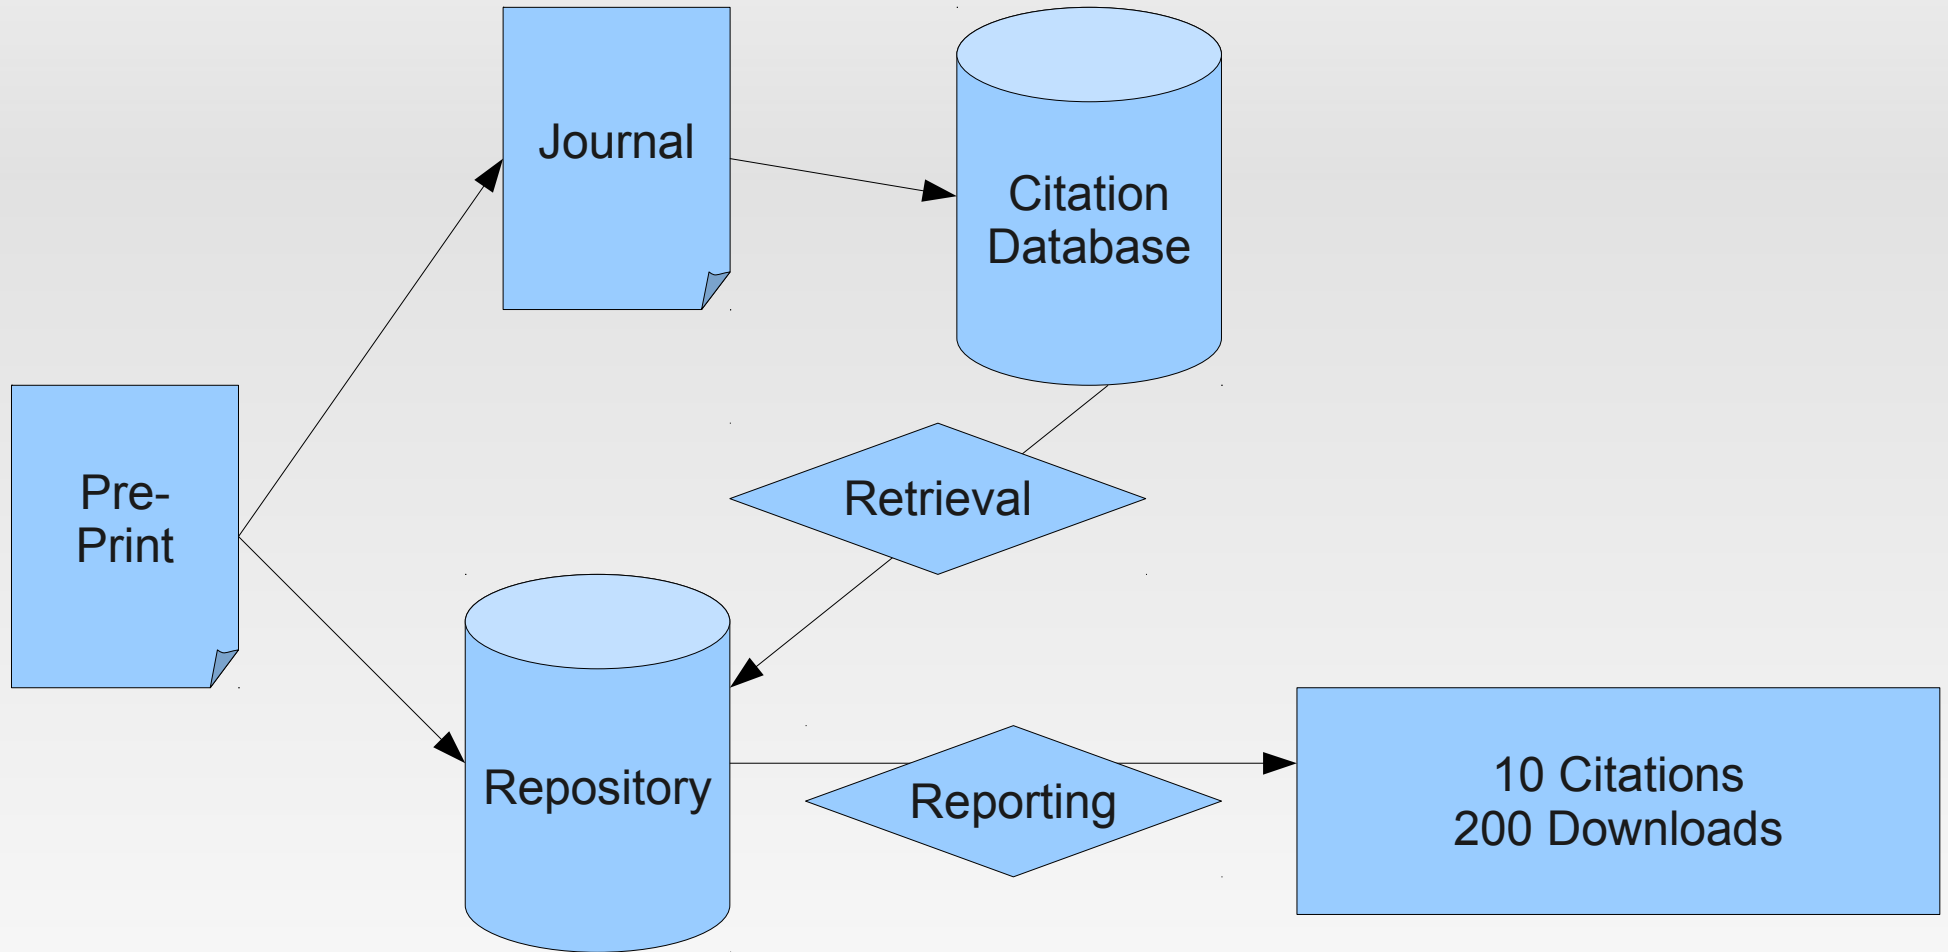 Journal
Citation
Database
Pre-
Print
Retrieval
Repository
Reporting
10 Citations
200 Downloads